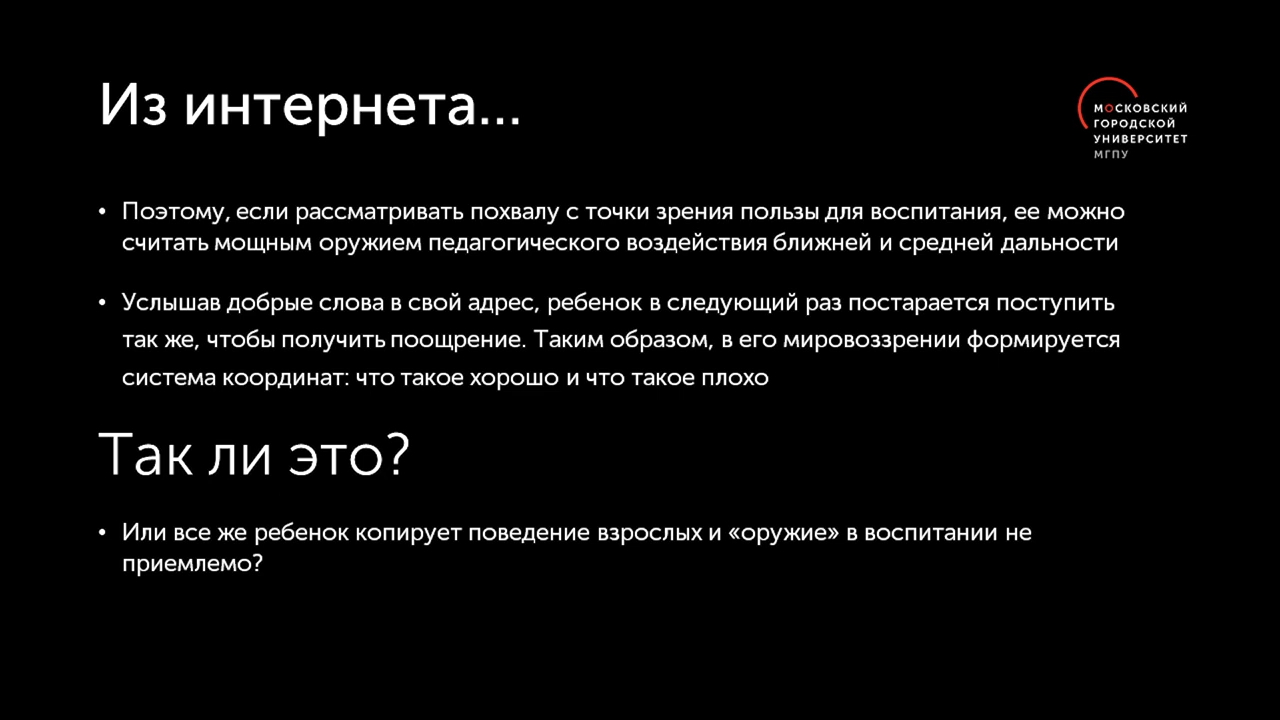 Из интернета...
МОСКОВСКИЙ
ГОРОДСКОЙ
УНИВЕРСИТЕТ
МГПУ
• Поэтому, если рассматривать похвалу с точки зрения пользы для воспитания, ее можно
считать мощным оружием педагогического воздействия ближней и средней дальности
• Услышав добрые слова в свой адрес, ребенок в следующий раз постарается поступить
так же, чтобы получить поощрение. Таким образом, в его мировоззрении формируется
система координат: что такое хорошо и что такое плохо
Так ли это?
• Или все же ребенок копирует поведение взрослых и «оружие» в воспитании не
приемлемо?